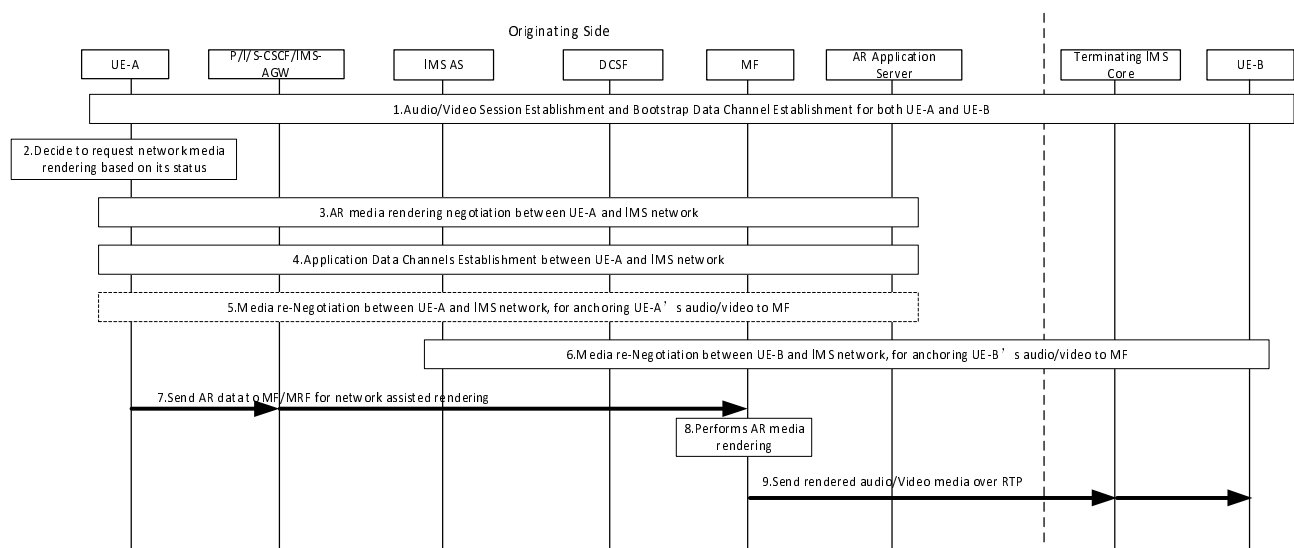 Originating Side
UE-A
P/I/S-CSCF/IMS-
AGW
IMS AS
DCSF
MF
AR Application
Server
Terminating IMS
Core
UE-B
1.Audio/Video Session Establishment and Bootstrap Data Channel Establishment for both UE-A and UE-B
2.Decide to request network media
rendering based on its status
3.AR media rendering negotiation between UE-A and IMS network
4.Application Data Channels Establishment between UE-A and IMS network
5.Media re-Negotiation between UE-A and IMS network, for anchoring UE-A’s audio/video to MF
6.Media re-Negotiation between UE-B and IMS network, for anchoring UE-B’s audio/video to MF
7.Send AR data to MF/MRF for network assisted rendering
8.Performs AR media
rendering
9.Send rendered audio/Video media over RTP